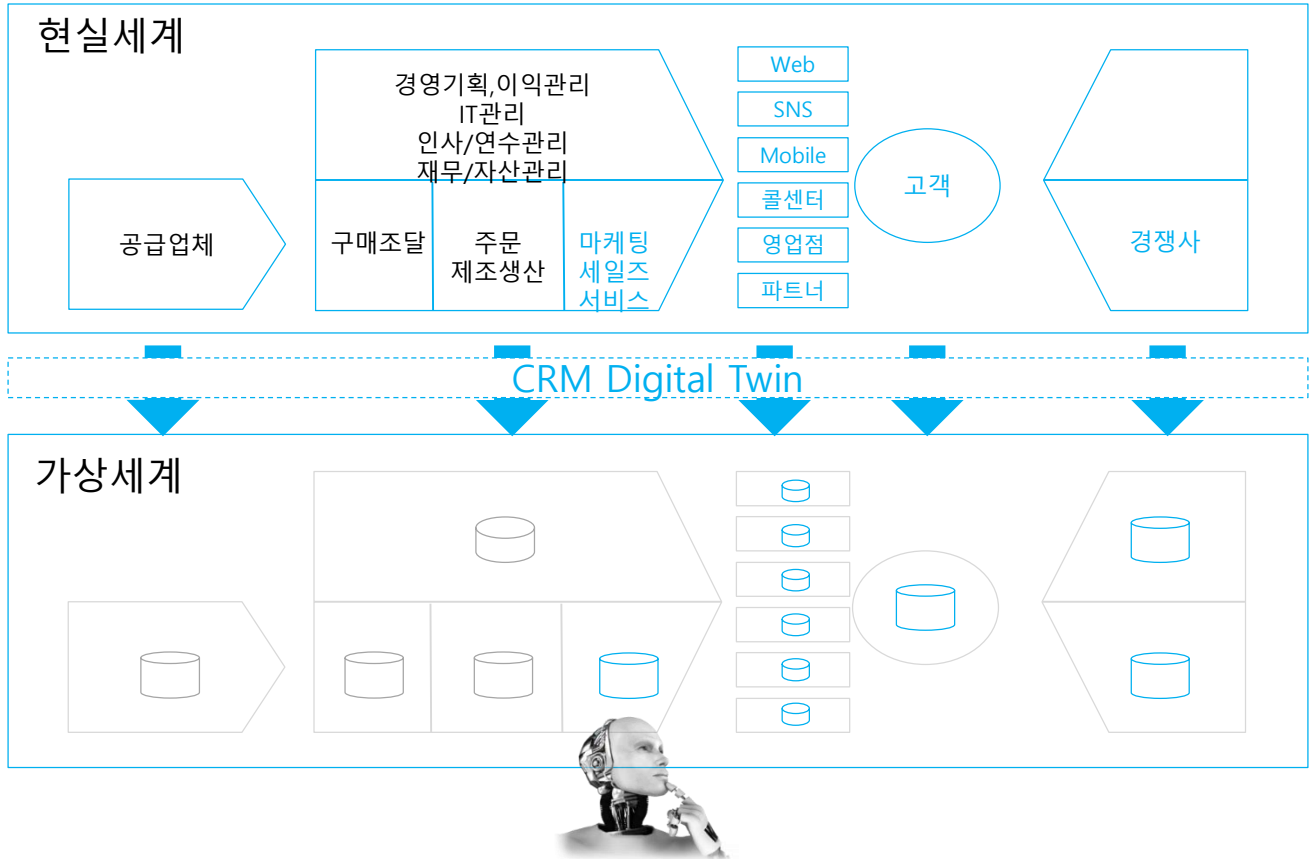 현실세계
경영기획,이익관리
IT관리
인사/연수관리
재무/자산관리
공급업체
구매조달
주문
제조생산
마케팅
세일즈
서비스
Web
SNS
Mobile
콜센터
영업점
파트너
고객
경쟁사
CRM Digital Twin
가상세계